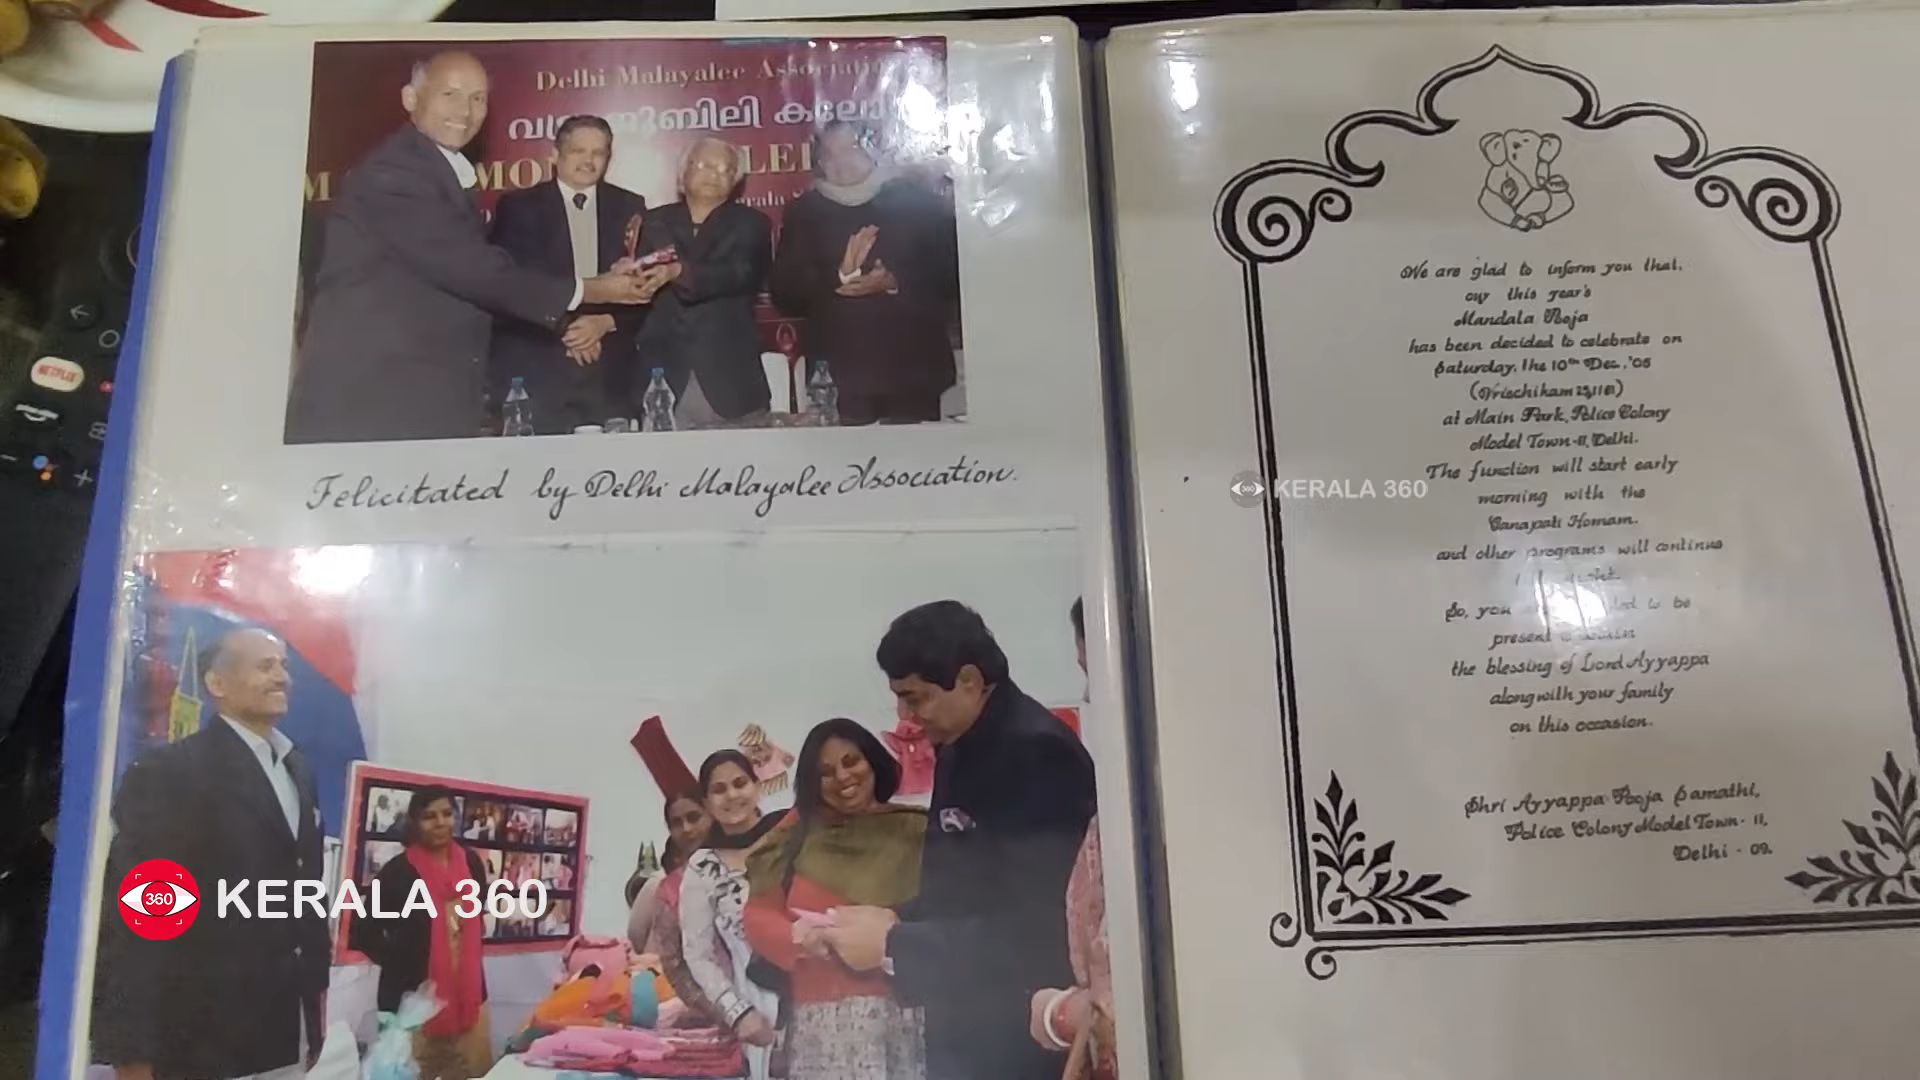 Delhi Malayalee
Felicitated by Delhi Malayalee Association.
We are glad to inform you that,
our this year's
Mandala Pooja
has been decided to celebrate on
Saturday, the 10th Dec.,'05
at Main Park, Police Colony
Model Town-II, Delhi.
The function will start early
morning with the
Ganapati Homam.
and other programs will continue
So, you to be
present
the blessing of Lord Ayyappa
along with your family
on this occasion.
Shri Ayyappa Pooja Samathi,
Police Colony Model Town - II,
Delhi - 09.
KERALA 360
360
KERALA 360
NETFLIX